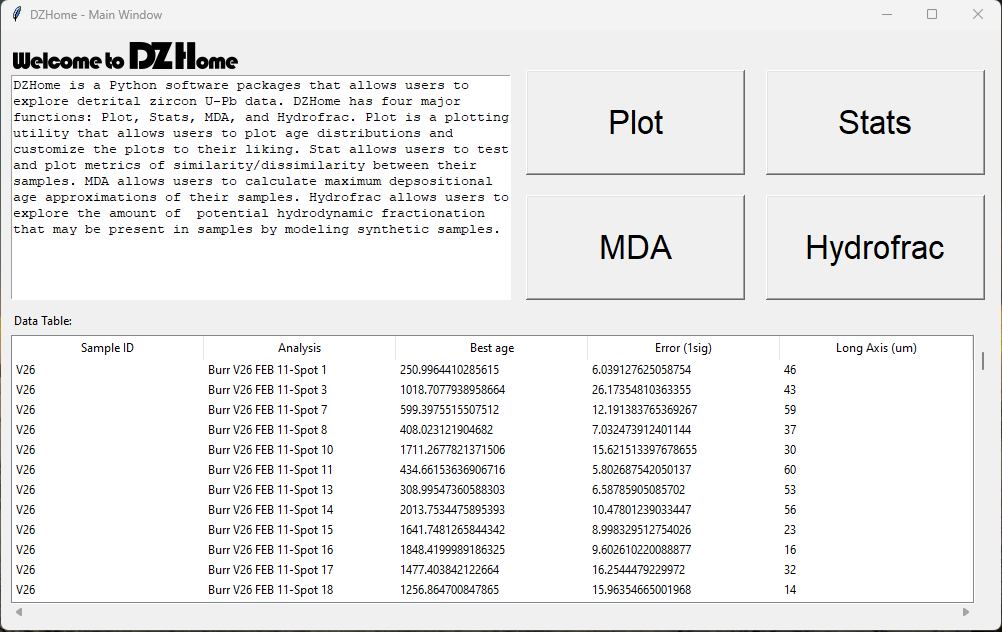 DZHome - Main Window
Welcome to DZHome
DZHome is a Python software packages that allows users to
explore detrital zircon U-Pb data. DZHome has four major
functions: Plot, Stats, MDA, and Hydrofrac. Plot is a plotting
utility that allows users to plot age distributions and
customize the plots to their liking. Stat allows users to test
and plot metrics of similarity/dissimilarity between their
samples. MDA allows users to calculate maximum depsositional
age approximations of their samples. Hydrofrac allows users to
explore the amount of  potential hydrodynamic fractionation
that may be present in samples by modeling synthetic samples.
Plot Stats
MDA Hydrofrac
Data Table:
Sample ID Analysis Best age Error (1sig) Long Axis (um)
V26 Burr V26 FEB 11-Spot 1 250.9964410285615 6.039127625058754 46
V26 Burr V26 FEB 11-Spot 3 1018.7077938958664 26.17354810363355 43
V26 Burr V26 FEB 11-Spot 7 599.3975515507512 12.191383765369267 59
V26 Burr V26 FEB 11-Spot 8 408.023121904682 7.032473912401144 37
V26 Burr V26 FEB 11-Spot 10 1711.2677821371506 15.621513397678655 30
V26 Burr V26 FEB 11-Spot 11 434.66153636906716 5.802687542050137 60
V26 Burr V26 FEB 11-Spot 13 308.99547360588303 6.58785905085702 53
V26 Burr V26 FEB 11-Spot 14 2013.7534475895393 10.47801239033447 56
V26 Burr V26 FEB 11-Spot 15 1641.7481265844342 8.998329512754026 23
V26 Burr V26 FEB 11-Spot 16 1848.4199989186325 9.602610220088877 16
V26 Burr V26 FEB 11-Spot 17 1477.403842122664 16.2544479229972 32
V26 Burr V26 FEB 11-Spot 18 1256.864700847865 15.96354665001968 14